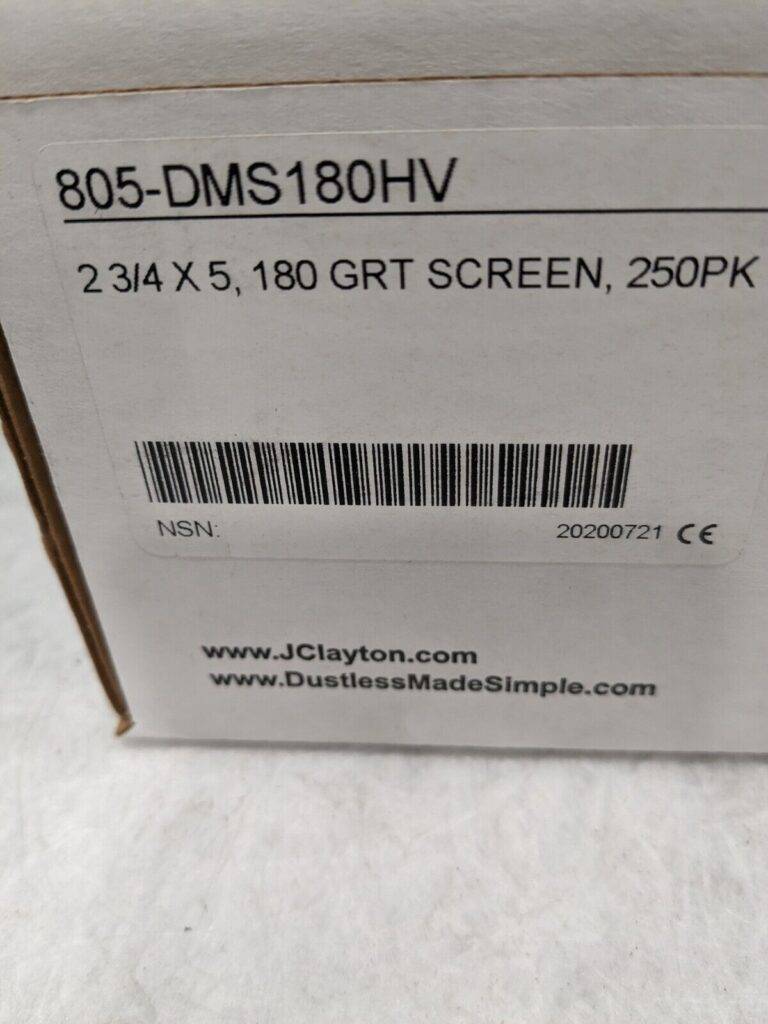 805-DMS180HV
2 3/4 X 5, 180 GRT SCREEN, 250PK
NSN:
20200721 CE
www.JClayton.com
www.DustlessMadeSimple.com